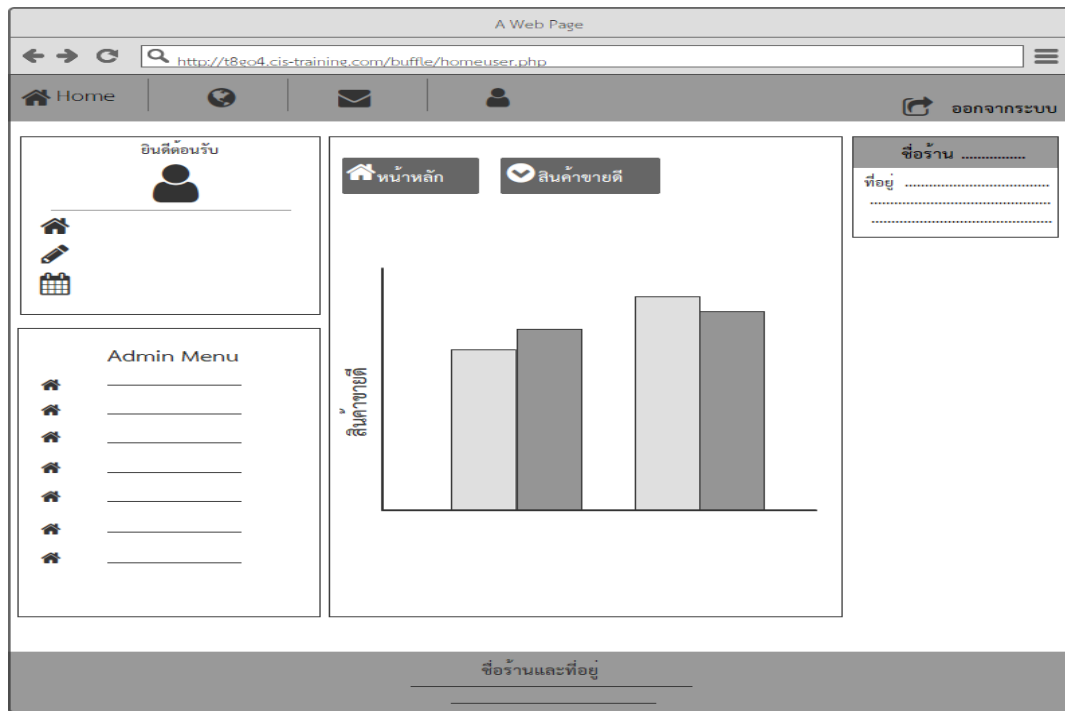 A Web Page
http://t8go4.cis-training.com/buffle/homeuser.php
Home
ออกจากระบบ
ยินดีต้อนรับ
Admin Menu
หน้าหลัก
สินค้าขายดี
สินค้าขายดี
ชื่อร้าน ................
ที่อยู่ ....................................
.............................................
.............................................
ชื่อร้านและที่อยู่